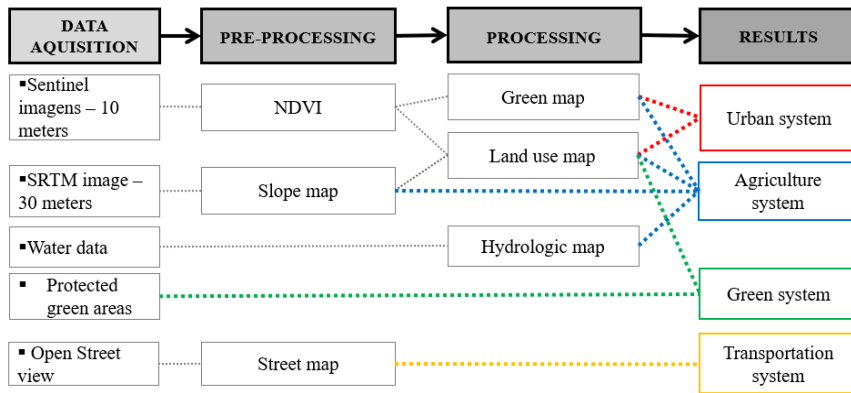 DATA
AQUISITION
PRE-PROCESSING
PROCESSING
RESULTS
▪Sentinel
imagens – 10
meters
NDVI
Green map
Urban system
Land use map
▪SRTM image –
30 meters
Slope map
Agriculture
system
▪Water data
Hydrologic map
▪ Protected
green areas
Green system
▪ Open Street
view
Street map
Transportation
system